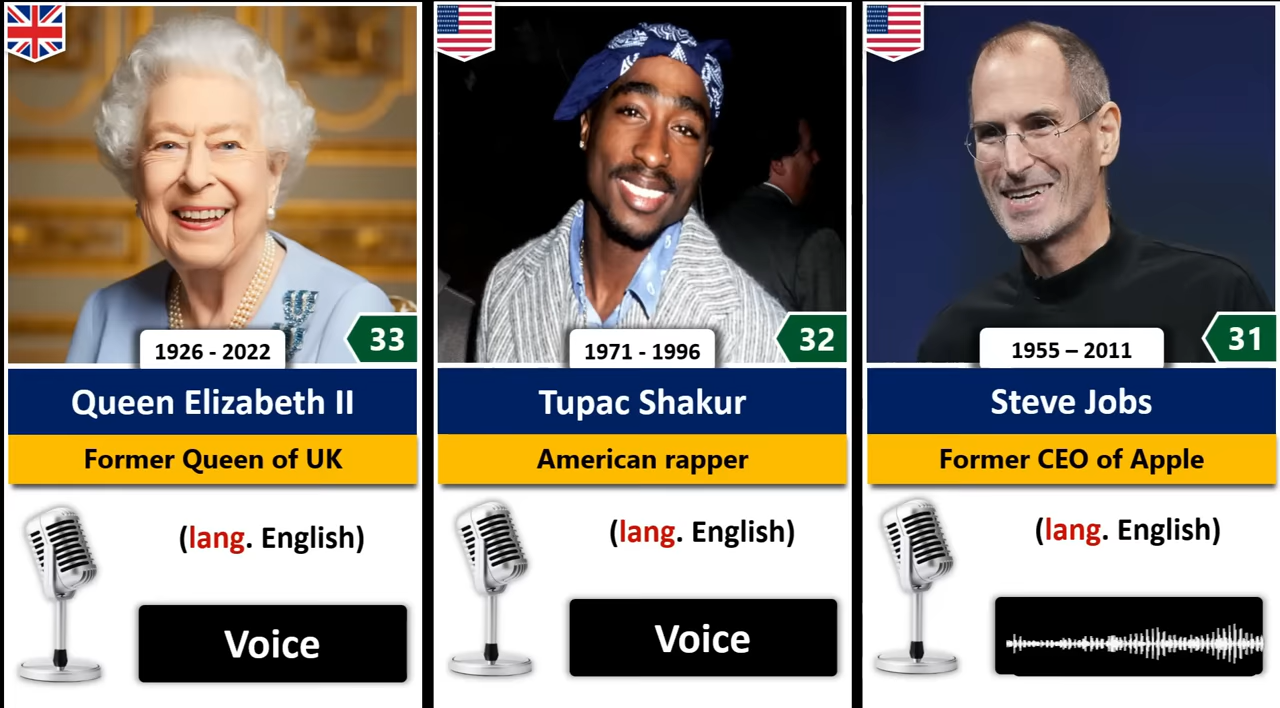 1926 - 2022
33
Queen Elizabeth II
Former Queen of UK
(lang. English)
Voice
1971 - 1996
32
Tupac Shakur
American rapper
(lang. English)
Voice
1955 – 2011
31
Steve Jobs
Former CEO of Apple
(lang. English)